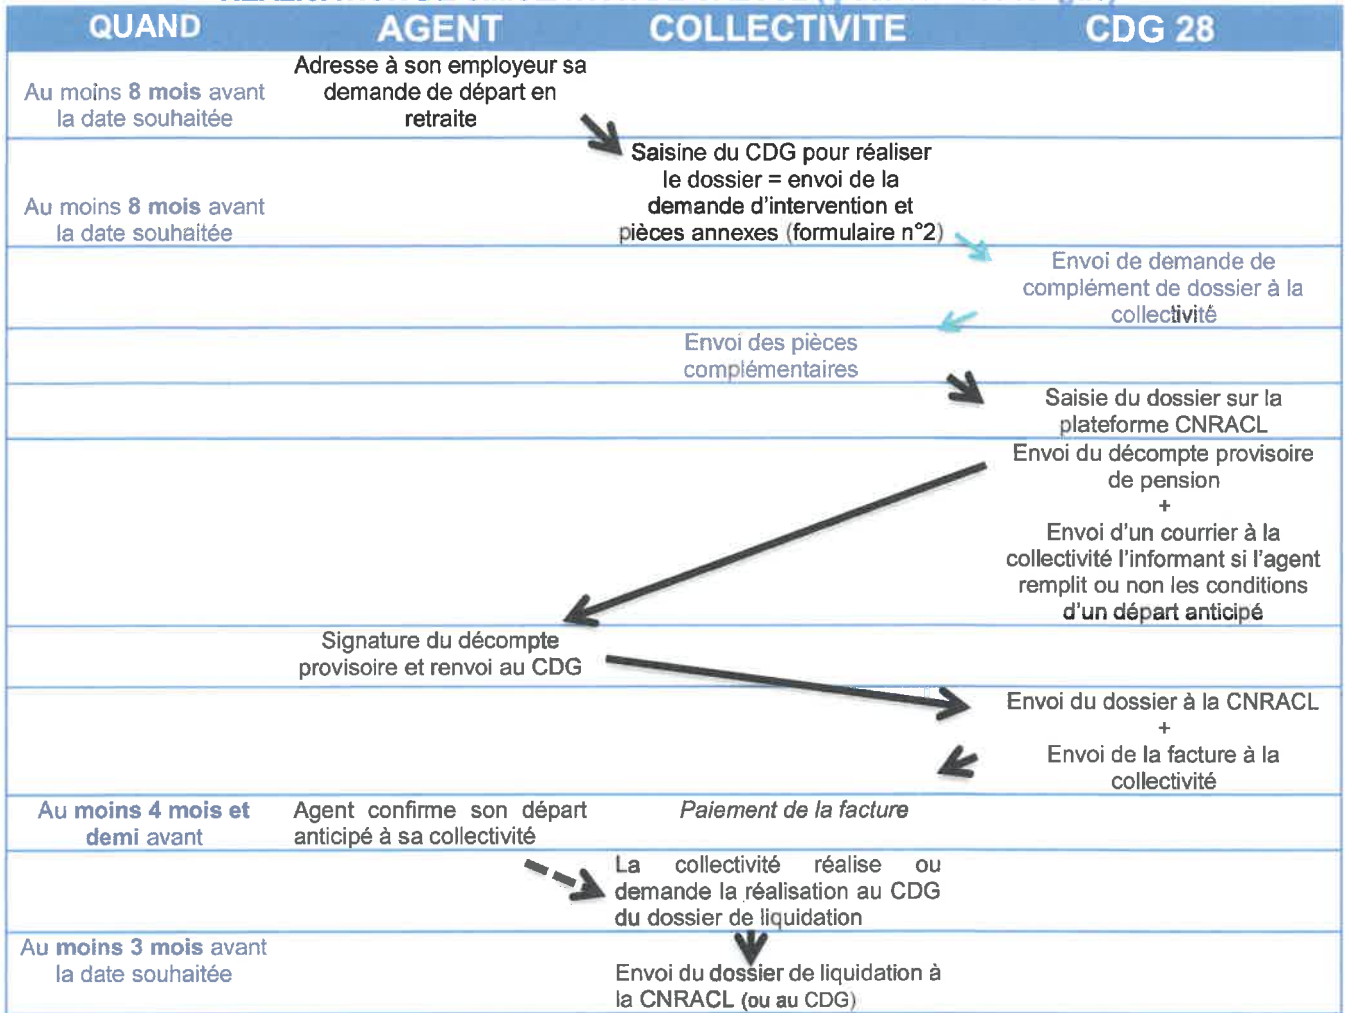 QUAND AGENT COLLECTIVITE CDG 28
Adresse à son employeur sa
demande de départ en
retraite
Au moins 8 mois avant
la date souhaitée
Saisine du CDG pour réaliser
le dossier = envoi de la
demande d'intervention et
pièces annexes (formulaire n°2)
Au moins 8 mois avant
la date souhaitée
Envoi de demande de
complément de dossier à la
collectivité
Envoi des pièces
complémentaires
Saisie du dossier sur la
plateforme CNRACL
Envoi du décompte provisoire
de pension
+
Envoi d'un courrier à la
collectivité l'informant si l'agent
remplit ou non les conditions
d'un départ anticipé
Signature du décompte
provisoire et renvoi au CDG
Envoi du dossier à la CNRACL
+
Envoi de la facture à la
collectivité
Au moins 4 mois et
demi avant
Agent confirme son départ
anticipé à sa collectivité
Paiement de la facture
La collectivité réalise ou
demande la réalisation au CDG
du dossier de liquidation
Au moins 3 mois avant
la date souhaitée
Envoi du dossier de liquidation à
la CNRACL (ou au CDG)